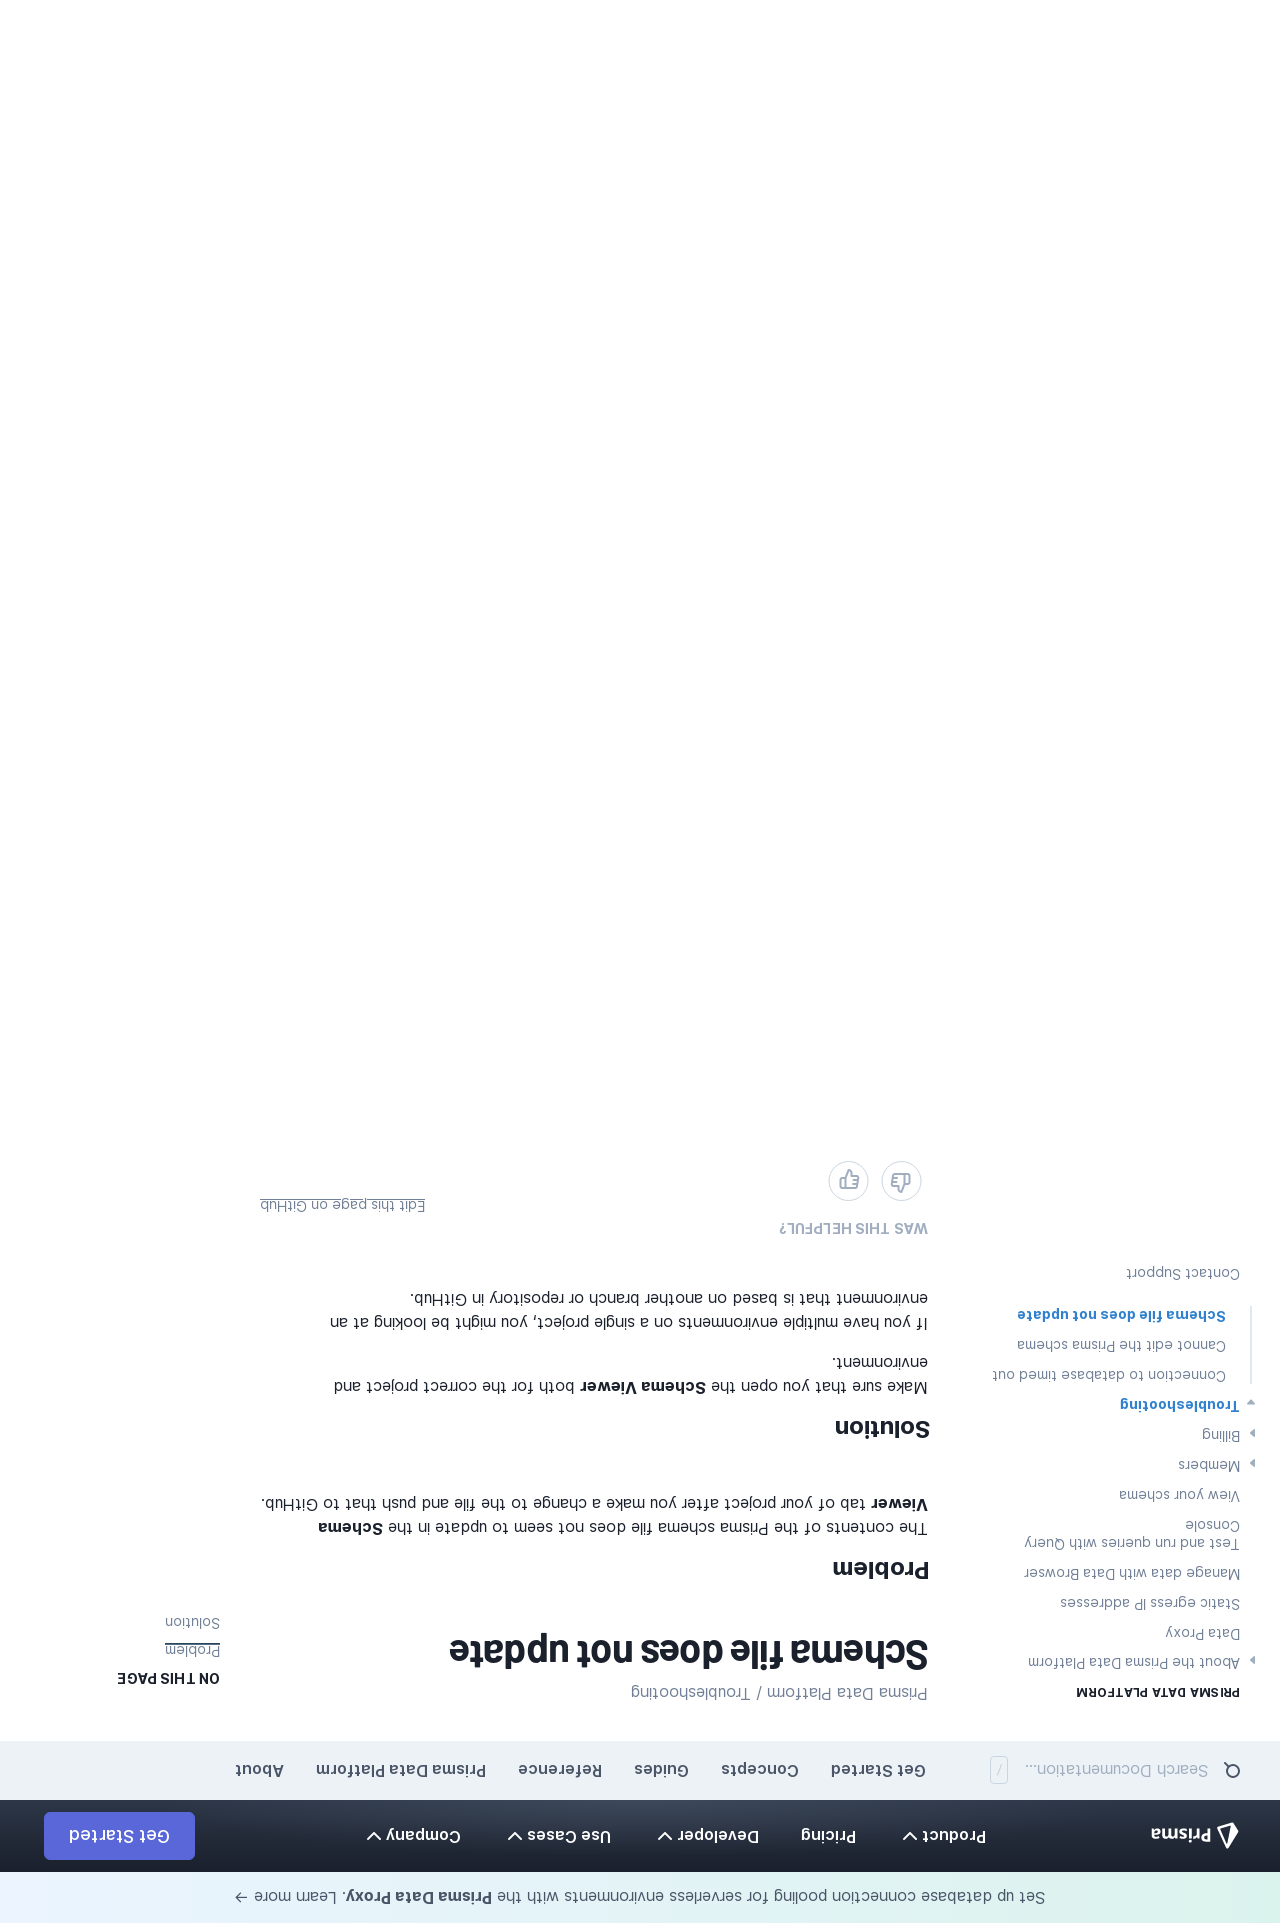 Set up database connection pooling for serverless environments with the Prisma Data Proxy. Learn more →
Prisma
Product
Pricing
Developer
Use Cases
Company
Get Started
Search Documentation...
/
Get Started
Concepts
Guides
Reference
Prisma Data Platform
About
PRISMA DATA PLATFORM
About the Prisma Data Platform
Data Proxy
Static egress IP addresses
Manage data with Data Browser
Test and run queries with Query
Console
View your schema
Members
Billing
Troubleshooting
Connection to database timed out
Cannot edit the Prisma schema
Schema file does not update
Contact Support
Prisma Data Platform / Troubleshooting
Schema file does not update
Problem
The contents of the Prisma schema file does not seem to update in the Schema
Viewer tab of your project after you make a change to the file and push that to GitHub.
Solution
Make sure that you open the Schema Viewer both for the correct project and
environment.
If you have multiple environments on a single project, you might be looking at an
environment that is based on another branch or repository in GitHub.
WAS THIS HELPFUL?
Edit this page on GitHub
ON THIS PAGE
Problem
Solution